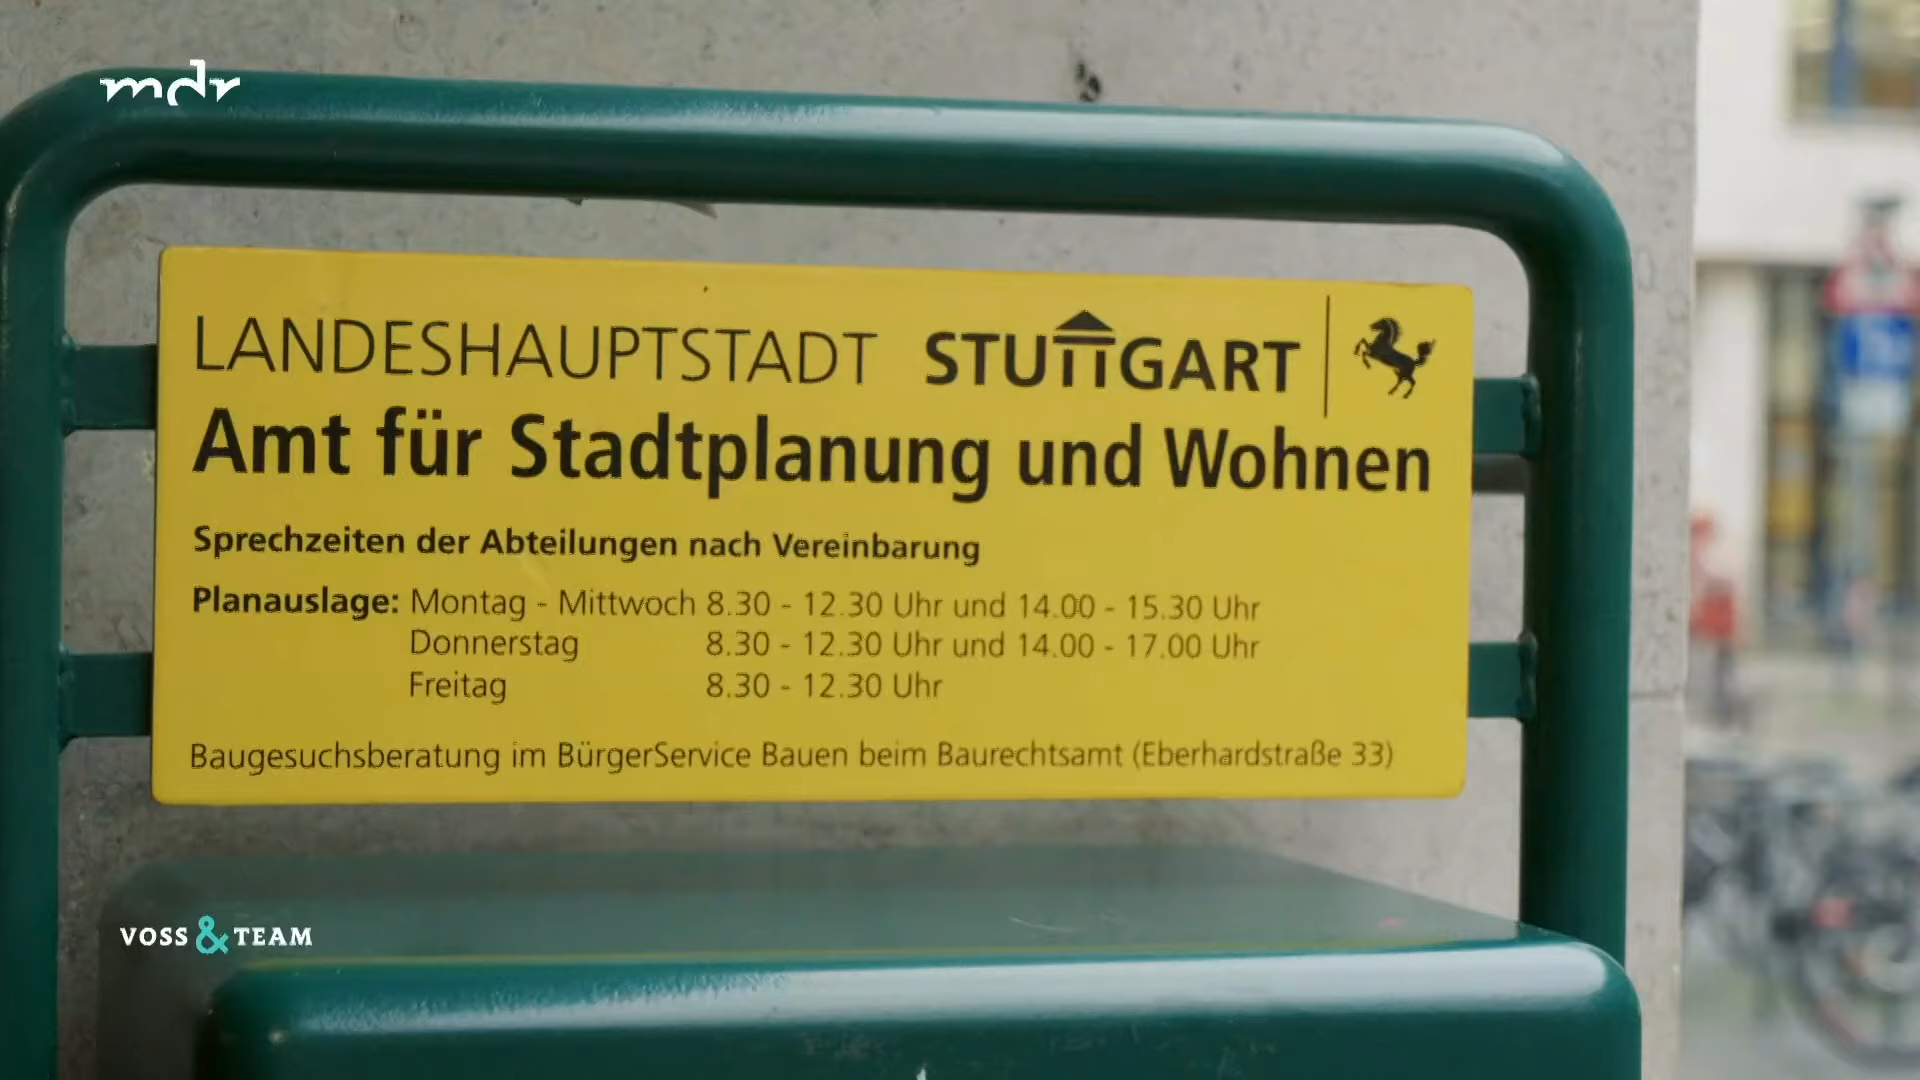 mdr
LANDESHAUPTSTADT STUTTGART
Amt für Stadtplanung und Wohnen
Sprechzeiten der Abteilungen nach Vereinbarung
Planauslage: Montag - Mittwoch 8.30 - 12.30 Uhr und 14.00 - 15.30 Uhr
Donnerstag 8.30 - 12.30 Uhr und 14.00 - 17.00 Uhr
Freitag 8.30 - 12.30 Uhr
Baugesuchsberatung im BürgerService Bauen beim Baurechtsamt (Eberhardstraße 33)
VOSS & TEAM